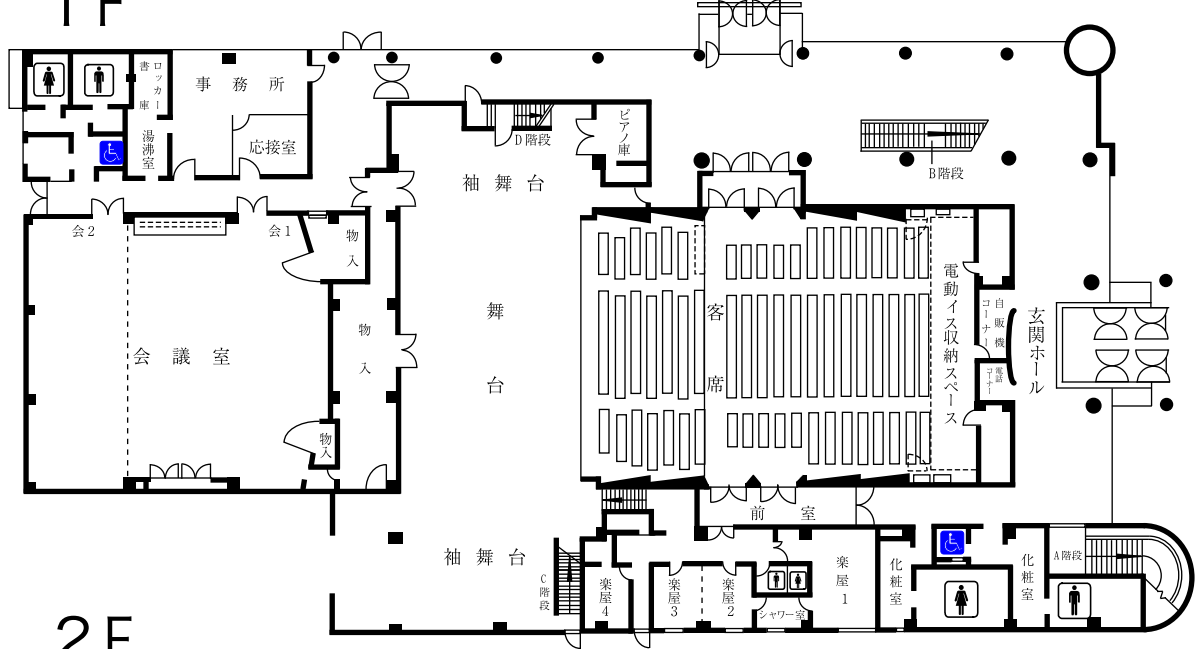 1F
書庫
ロッカー
事務所
湯沸室
応接室
D階段
ピアノ庫
袖舞台
B階段
会2
会1
物入
物入
舞台
客席
電動イス収納スペース
自販機コーナー
電話コーナー
玄関ホール
会議室
物入
前室
袖舞台
C階段
楽屋4
楽屋3
楽屋2
シャワー室
楽屋1
化粧室
化粧室
A階段
2F